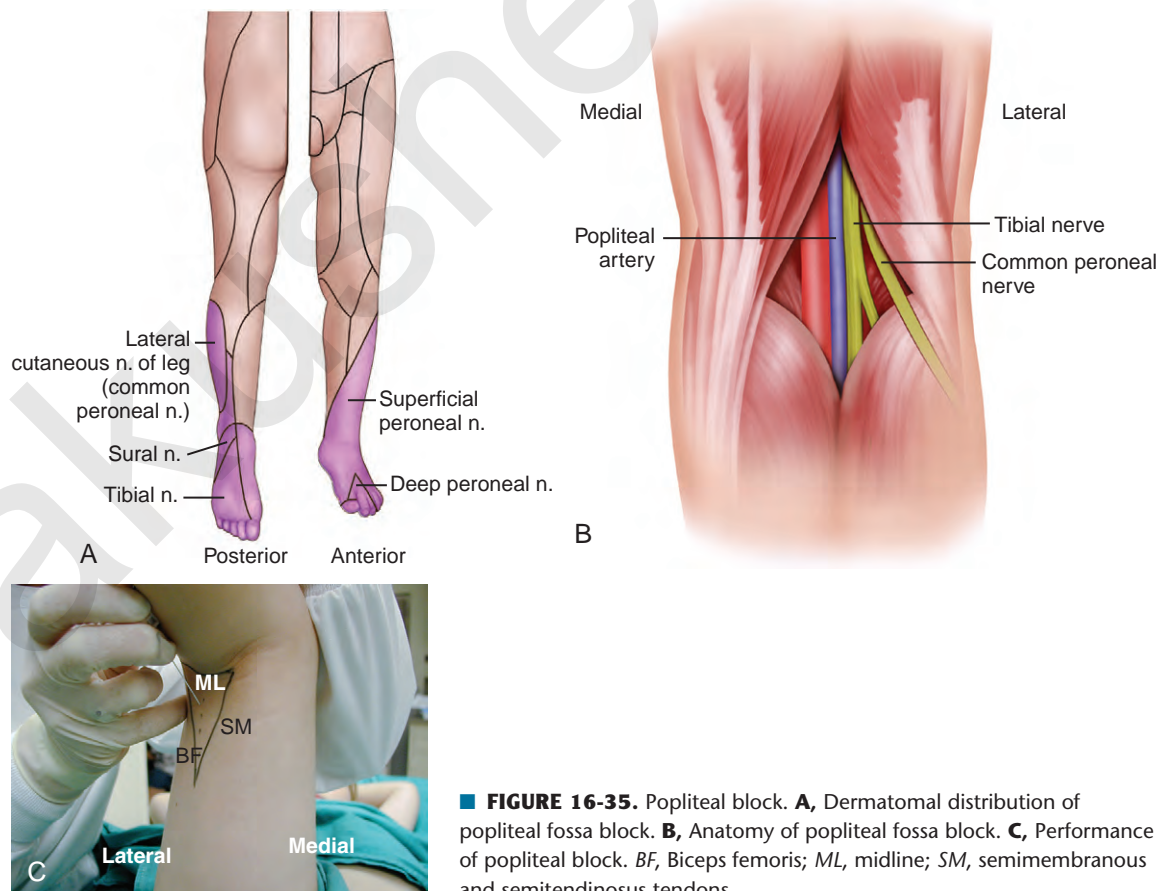 Medial
Lateral
Popliteal
artery
Tibial nerve
Common peroneal
nerve
B
Lateral
cutaneous n. of leg
(common
peroneal n.)
Sural n.
Tibial n.
Superficial
peroneal n.
Deep peroneal n.
A
Posterior
Anterior
ML
SM
BF
Lateral
Medial
C
■ FIGURE 16-35. Popliteal block. A, Dermatomal distribution of
popliteal fossa block. B, Anatomy of popliteal fossa block. C, Performance
of popliteal block. BF, Biceps femoris; ML, midline; SM, semimembranous
and semitendinosus tendons